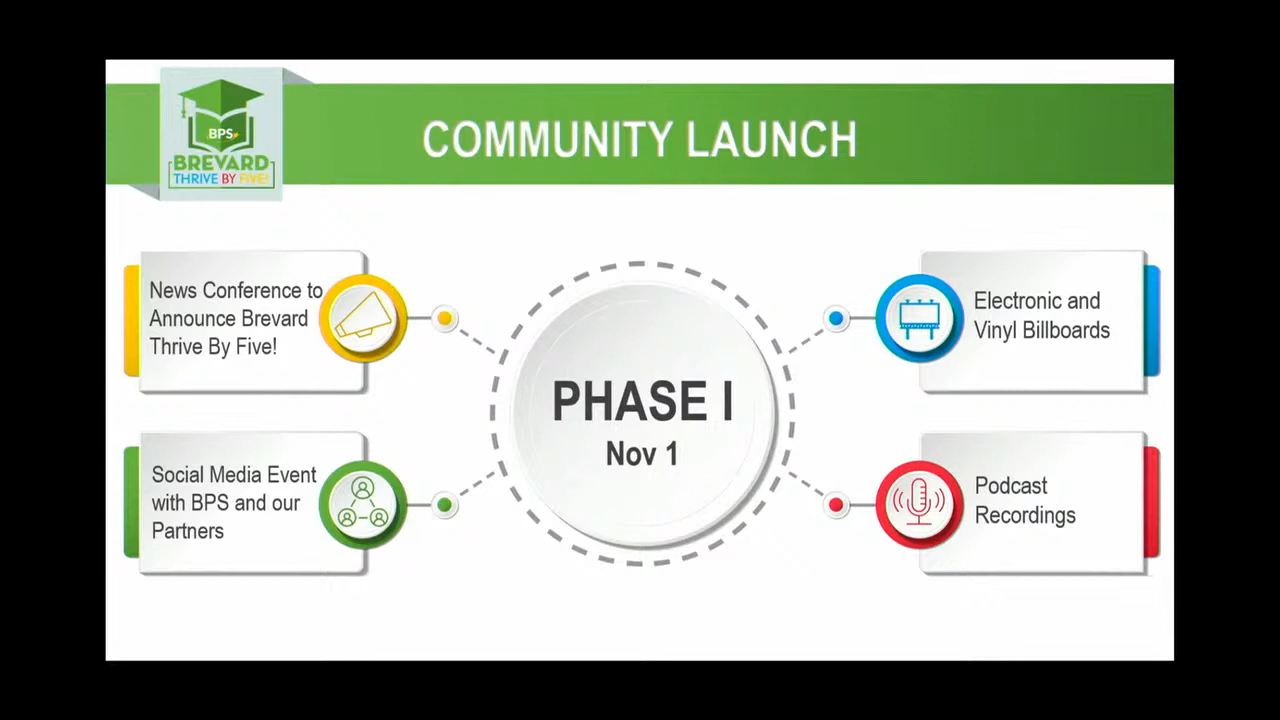 BPS
BREVARD
THRIVE BY FIVE!
COMMUNITY LAUNCH
News Conference to
Announce Brevard
Thrive By Five!
Social Media Event
with BPS and our
Partners
PHASE I
Nov 1
Electronic and
Vinyl Billboards
Podcast
Recordings